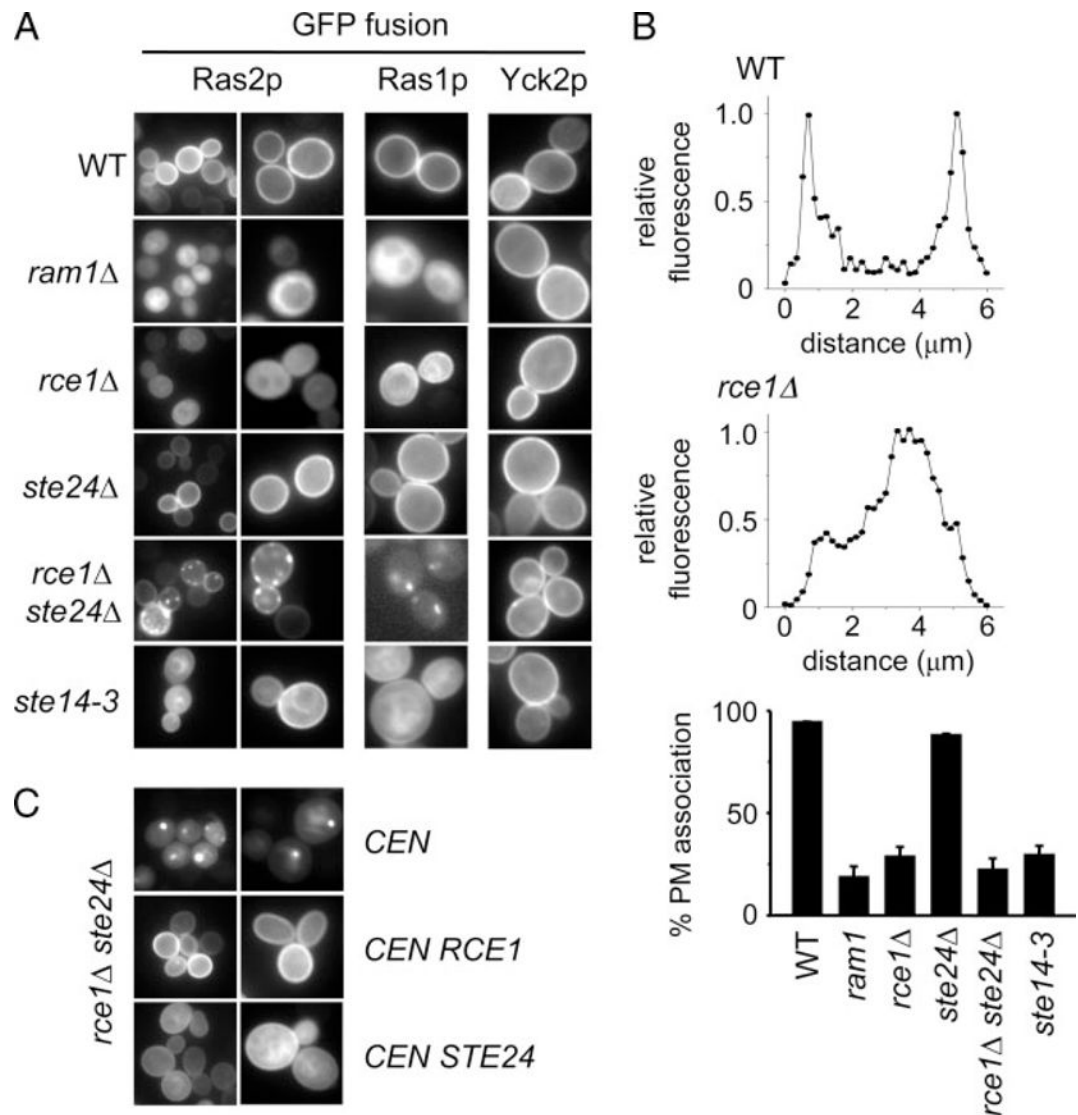 A
GFP fusion
Ras2p Ras1p Yck2p
WT
ram1Δ
rce1Δ
ste24Δ
rce1Δ
ste24Δ
ste14-3
B
WT
relative
fluorescence
1.0
0.5
0
0 2 4 6
distance (μm)
rce1Δ
relative
fluorescence
1.0
0.5
0
0 2 4 6
distance (μm)
% PM association
100
50
0
WT
ram1
rce1Δ
ste24Δ
rce1Δ ste24Δ
ste14-3
C
rce1Δ ste24Δ
CEN
CEN RCE1
CEN STE24